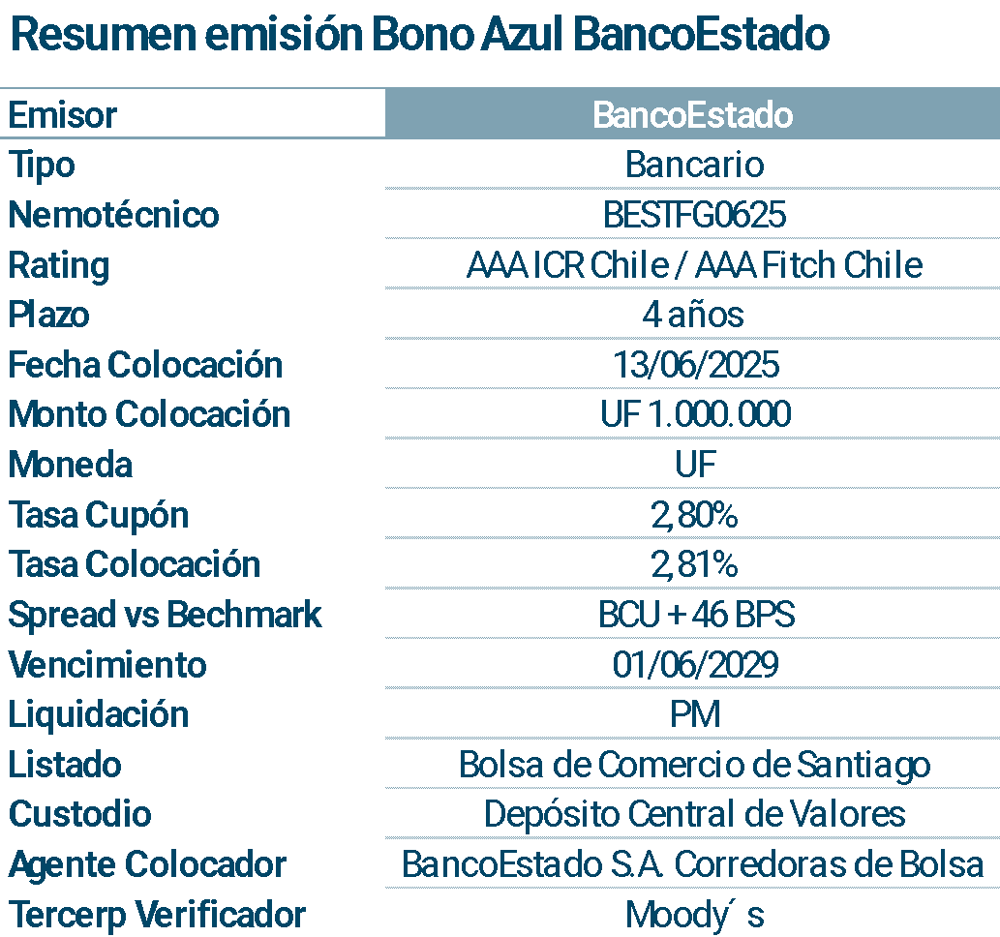 Resumen emisión Bono Azul BancoEstado
Emisor BancoEstado
Tipo Bancario
Nemotécnico BESTFG0625
Rating AAA ICR Chile / AAA Fitch Chile
Plazo 4 años
Fecha Colocación 13/06/2025
Monto Colocación UF 1.000.000
Moneda UF
Tasa Cupón 2,80%
Tasa Colocación 2,81%
Spread vs Bechmark BCU + 46 BPS
Vencimiento 01/06/2029
Liquidación PM
Listado Bolsa de Comercio de Santiago
Custodio Depósito Central de Valores
Agente Colocador BancoEstado S.A. Corredoras de Bolsa
Tercerp Verificador Moody´ s